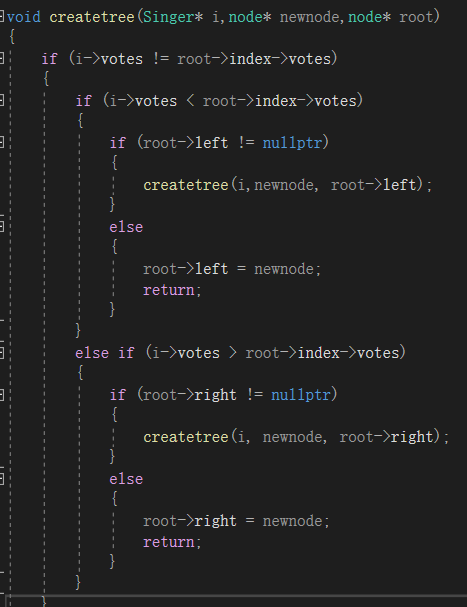 void createtree(Singer* i,node* newnode,node* root)
{
    if (i->votes != root->index->votes)
    {
        if (i->votes < root->index->votes)
        {
            if (root->left != nullptr)
            {
                createtree(i,newnode, root->left);
            }
            else
            {
                root->left = newnode;
                return;
            }
        }
        else if (i->votes > root->index->votes)
        {
            if (root->right != nullptr)
            {
                createtree(i, newnode, root->right);
            }
            else
            {
                root->right = newnode;
                return;
            }
        }
    }